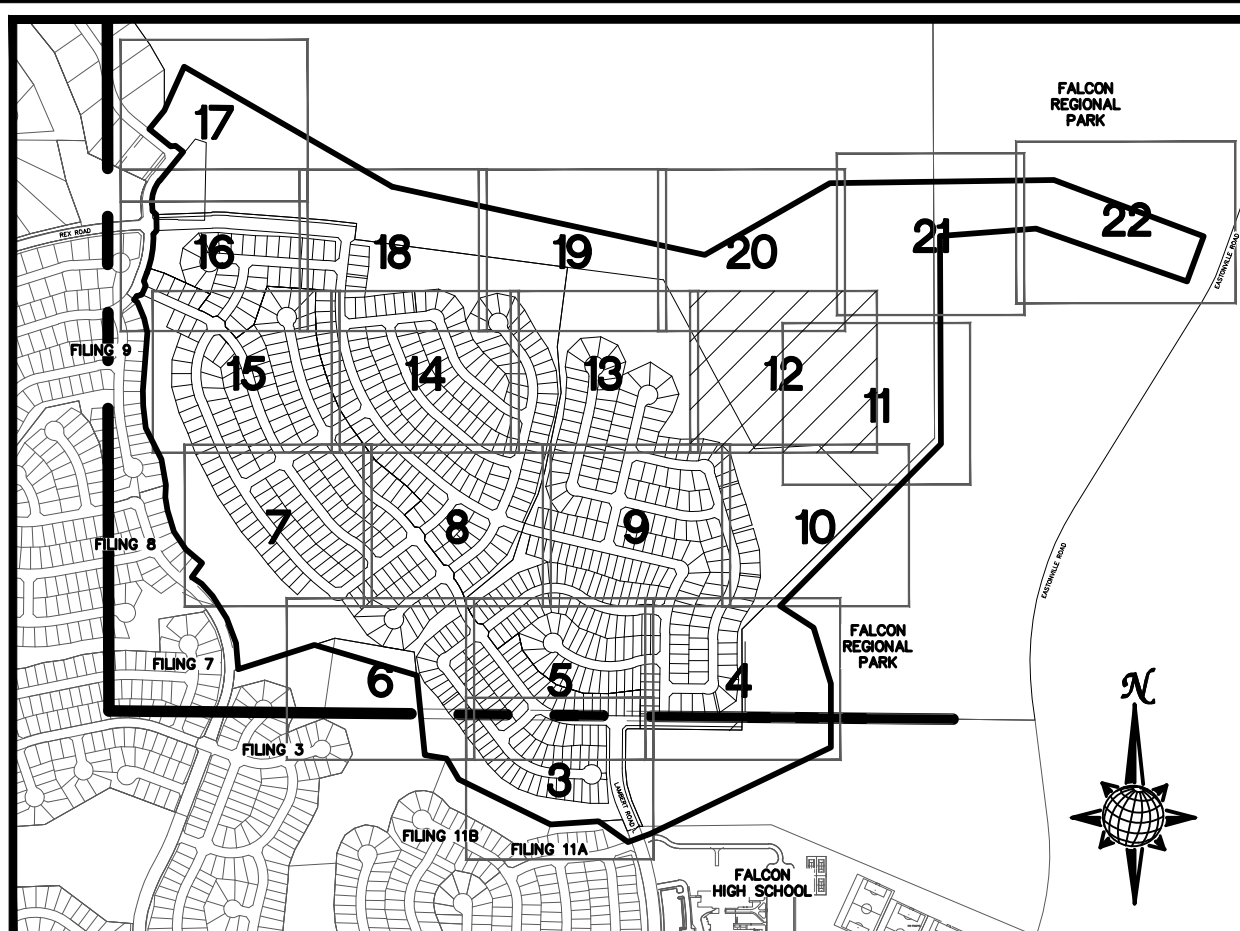 FALCON
REGIONAL
PARK
17
22
REX ROAD
16
18
19
20
21
EASTONVILLE ROAD
FILING 9
15
14
13
12
11
7
8
9
10
FILING 8
EASTONVILLE ROAD
FALCON
REGIONAL
PARK
FILING 7
6
5
4
N
FILING 3
3
LAMBERT ROAD
FILING 11B
FILING 11A
FALCON
HIGH SCHOOL